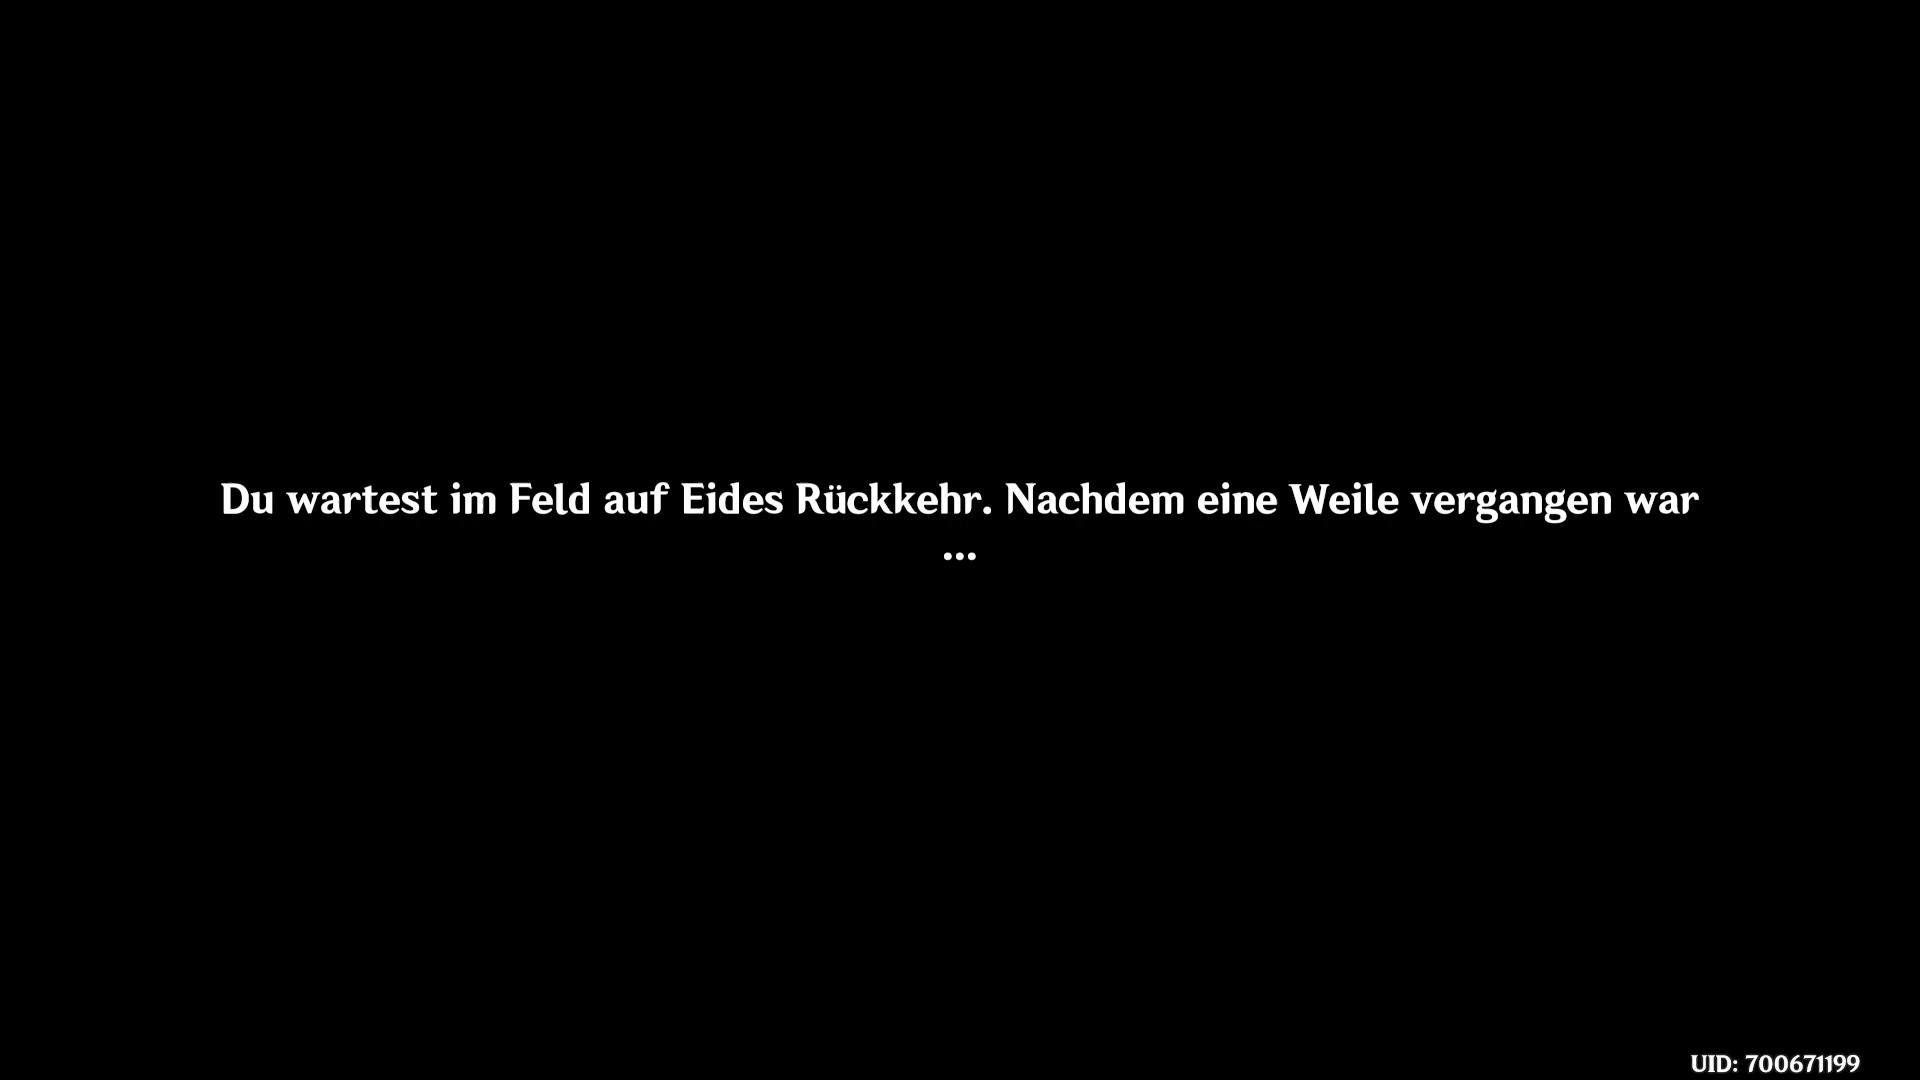 Du wartest im Feld auf Eides Rückkehr. Nachdem eine Weile vergangen war
...
UID: 700671199